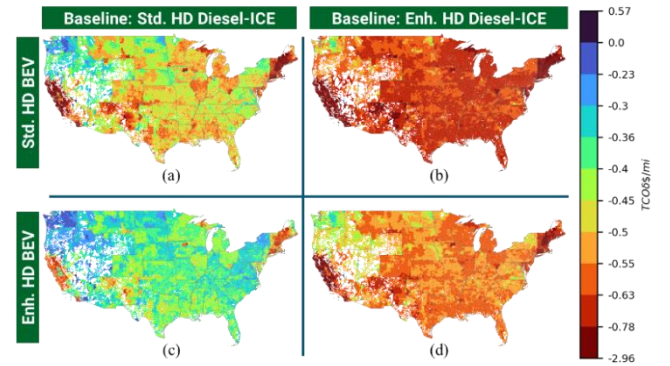 Baseline: Std. HD Diesel-ICE
Baseline: Enh. HD Diesel-ICE
Std. HD BEV
(a)
(b)
Enh. HD BEV
(c)
(d)
0.57
0.0
-0.23
-0.3
-0.36
-0.4
-0.45
-0.5
-0.55
-0.63
-0.78
-2.96
TCOδ$/mi